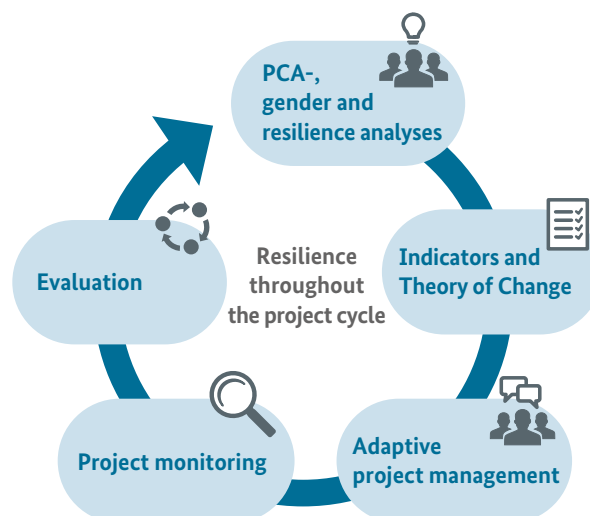 PCA-,
gender and
resilience analyses
Indicators and
Theory of Change
Adaptive
project management
Project monitoring
Evaluation
Resilience
throughout
the project cycle